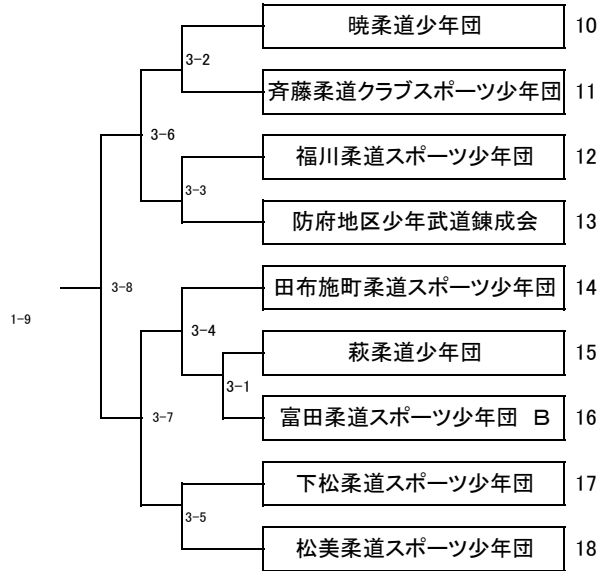 暁柔道少年団 10
3-2
斉藤柔道クラブスポーツ少年団 11
3-6
福川柔道スポーツ少年団 12
3-3
防府地区少年武道錬成会 13
3-8
田布施町柔道スポーツ少年団 14
1-9
3-4
萩柔道少年団 15
3-1
3-7
富田柔道スポーツ少年団 B 16
下松柔道スポーツ少年団 17
3-5
松美柔道スポーツ少年団 18